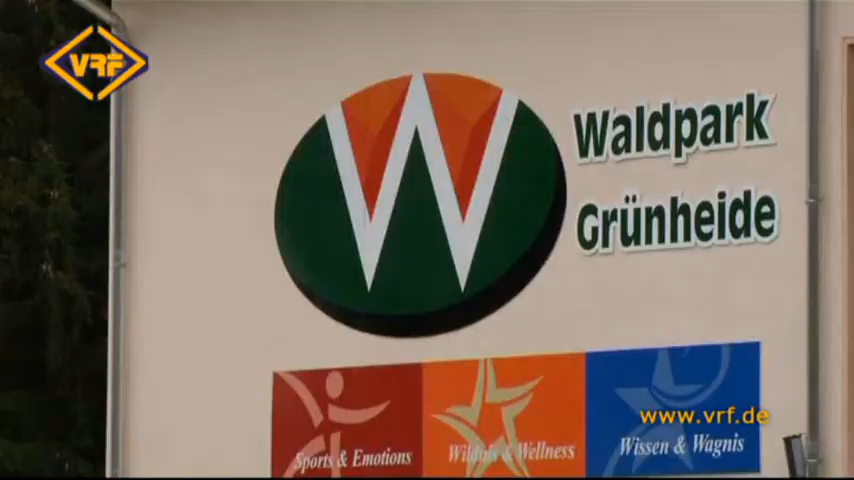 VRF
W
Waldpark
Grünheide
www.vrf.de
Sports & Emotions
Wildnis & Wellness
Wissen & Wagnis